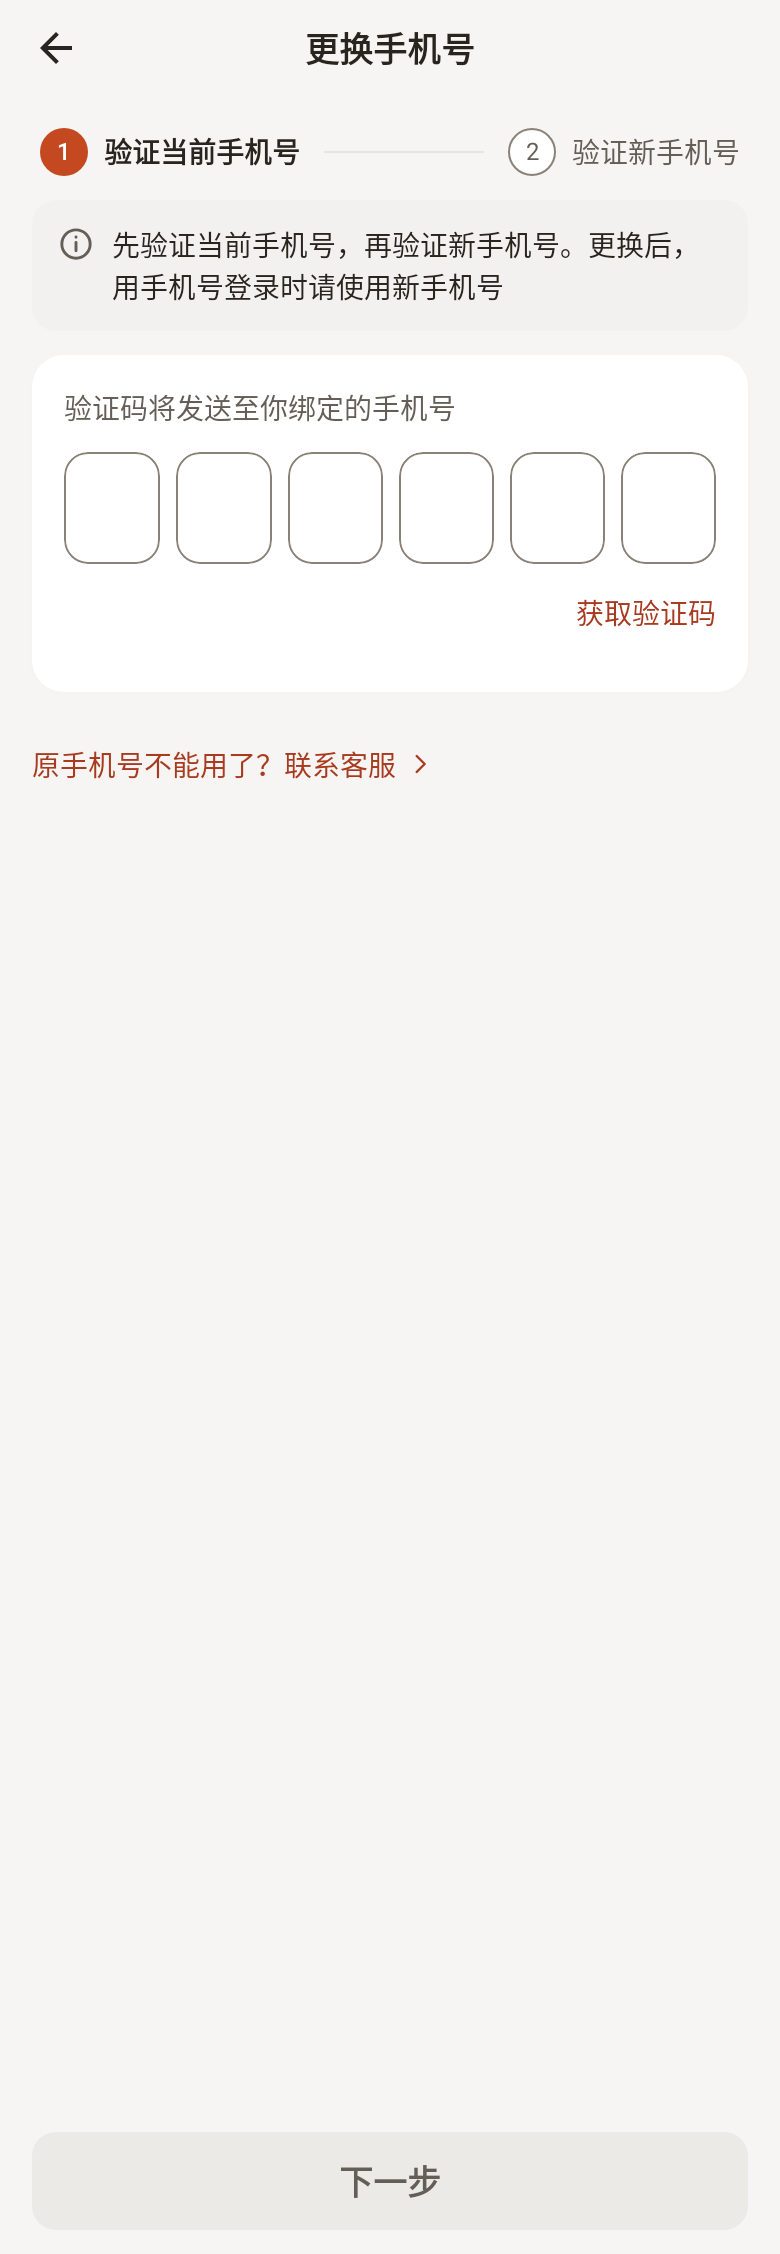 更换手机号
1 验证当前手机号 2 验证新手机号
先验证当前手机号，再验证新手机号。更换后，
用手机号登录时请使用新手机号
验证码将发送至你绑定的手机号
获取验证码
原手机号不能用了？联系客服
下一步